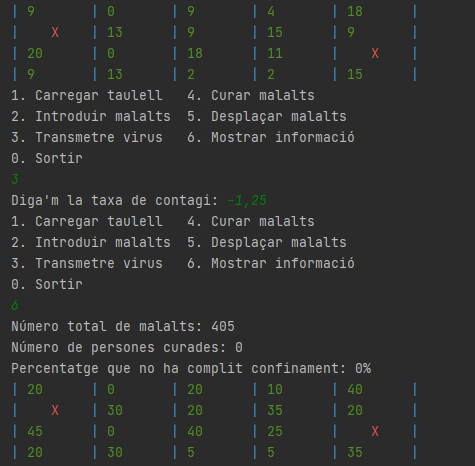 | 9 | 0 | 9 | 4 | 18 |
| X | 13 | 9 | 15 | 9 |
| 20 | 0 | 18 | 11 | X |
| 9 | 13 | 2 | 2 | 15 |
1. Carregar taulell 4. Curar malalts
2. Introduir malalts 5. Desplaçar malalts
3. Transmetre virus 6. Mostrar informació
0. Sortir
3
Diga'm la taxa de contagi: -1,25
1. Carregar taulell 4. Curar malalts
2. Introduir malalts 5. Desplaçar malalts
3. Transmetre virus 6. Mostrar informació
0. Sortir
6
Número total de malalts: 405
Número de persones curades: 0
Percentatge que no ha complit confinament: 0%
| 20 | 0 | 20 | 10 | 40 |
| X | 30 | 20 | 35 | 20 |
| 45 | 0 | 40 | 25 | X |
| 20 | 30 | 5 | 5 | 35 |